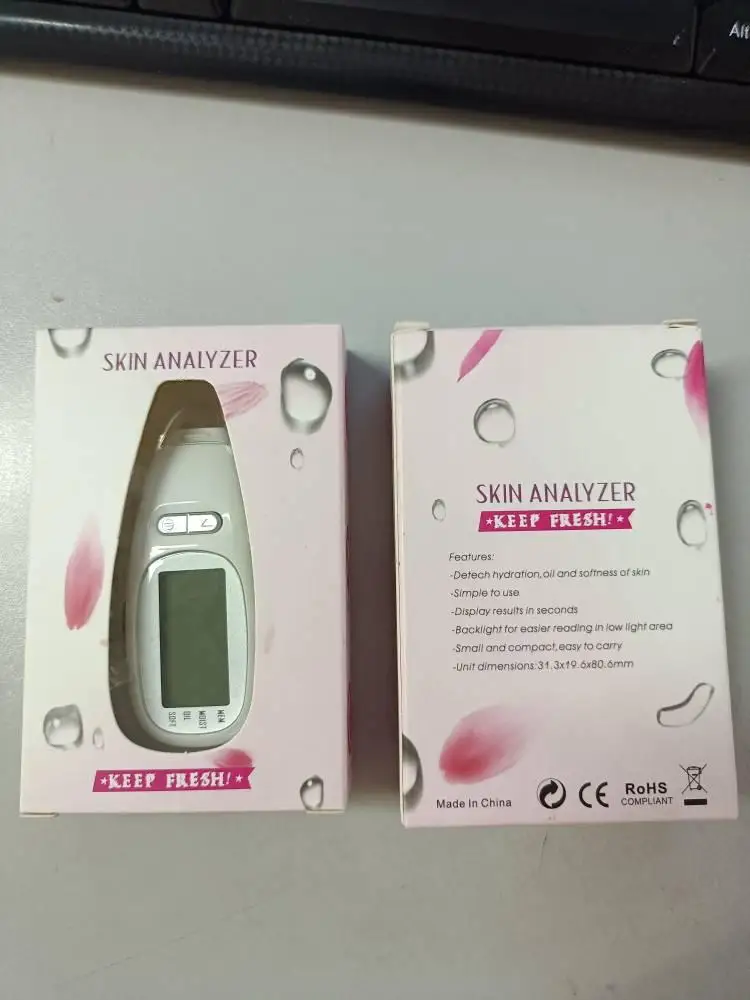 Alt
SKIN ANALYZER
MEM
MOIST
OIL
SOFT
★KEEP FRESH!★
SKIN ANALYZER
★KEEP FRESH!★
Features:
-Detech hydration,oil and softness of skin
-Simple to use
-Display results in seconds
-Backlight for easier reading in low light area
-Small and compact,easy to carry
-Unit dimensions:31.3x19.6x80.6mm
Made In China
CE
RoHS
COMPLIANT